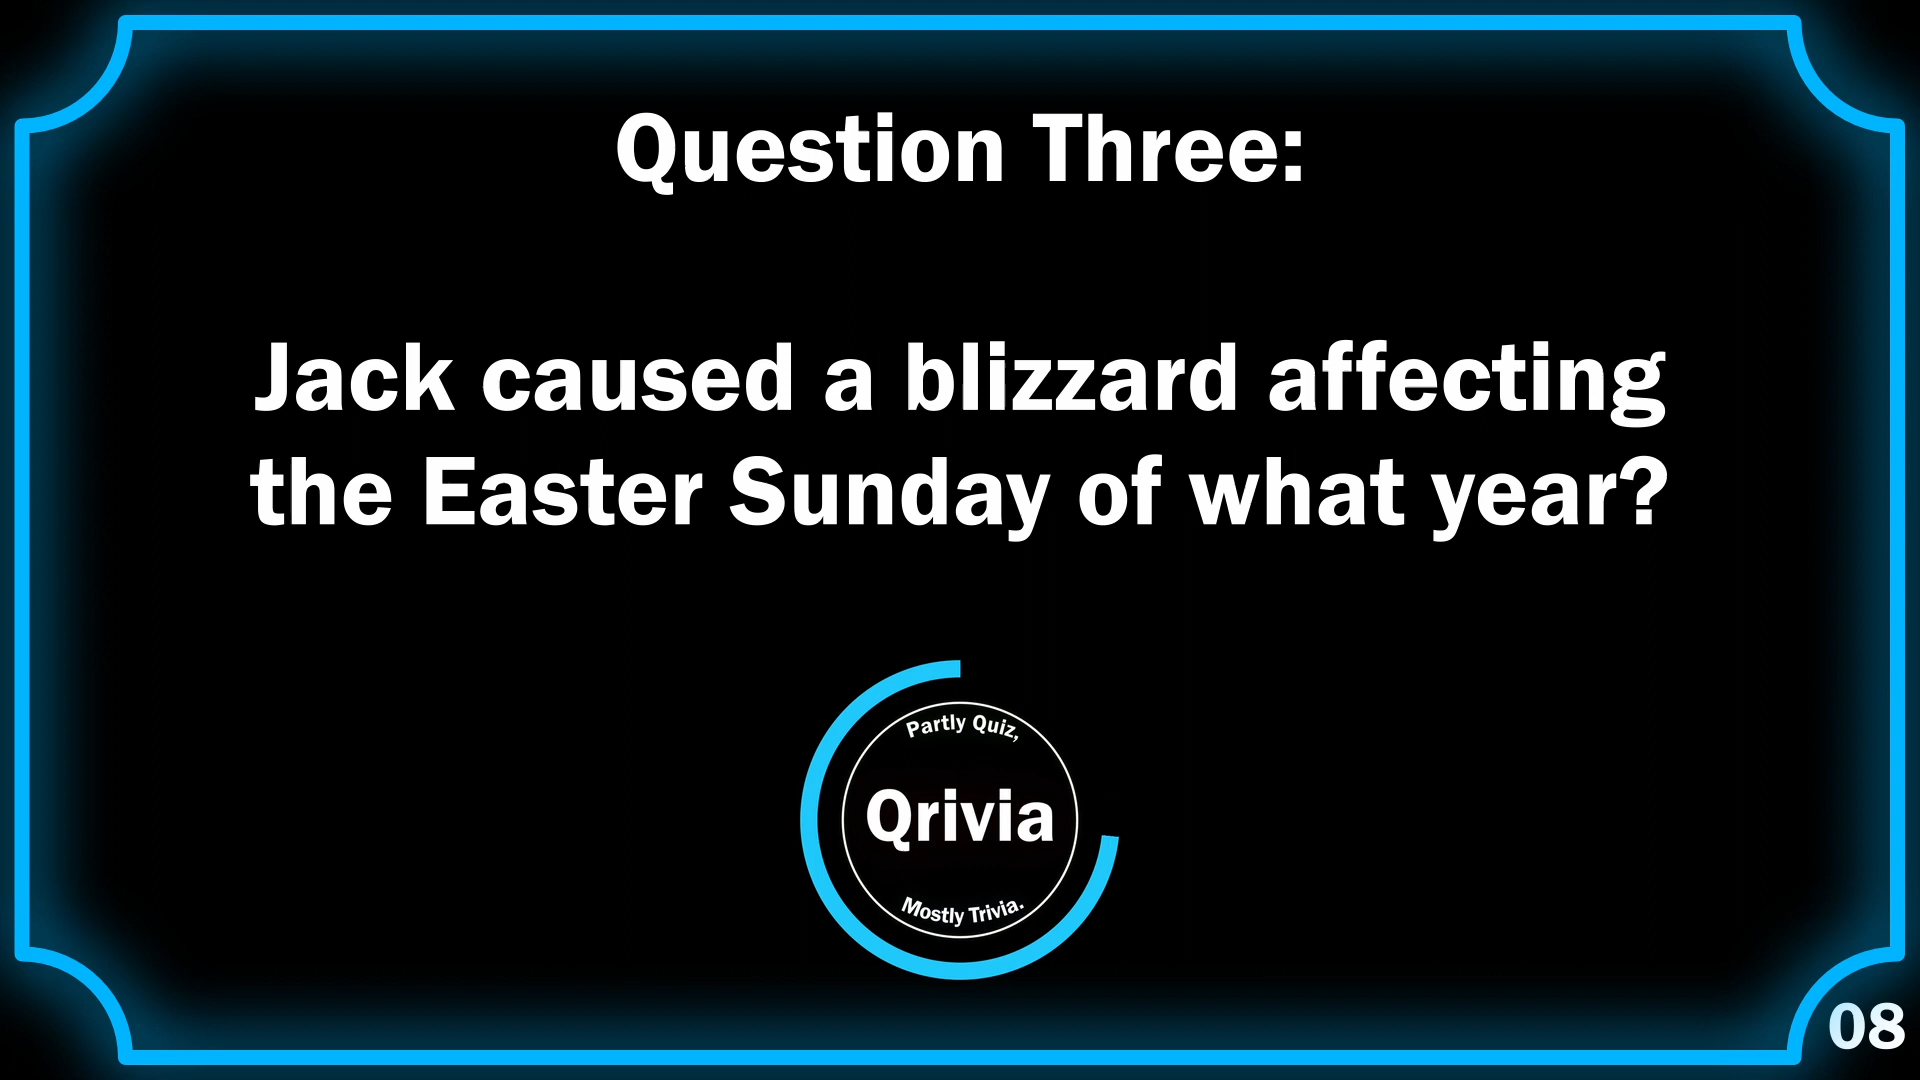 Question Three:
Jack caused a blizzard affecting
the Easter Sunday of what year?
Partly Quiz,
Qrivia
Mostly Trivia.
08